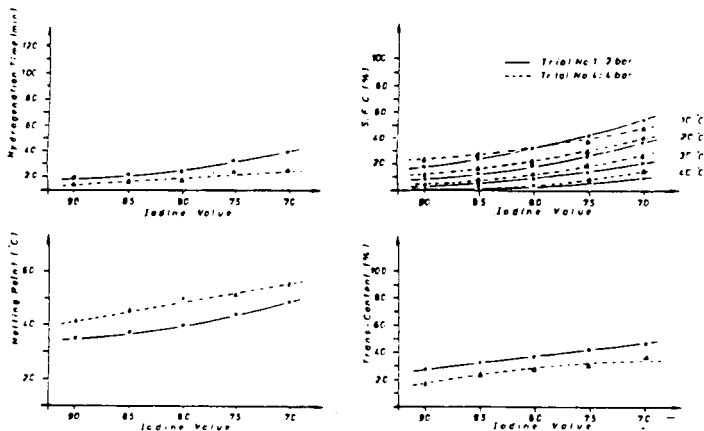 Hydrogenation Time (min)
120
100
80
60
40
20
90 85 80 75 70
Iodine Value
S.F.C (%)
100
80
60
40
20
Trial No 1: 2 bar
Trial No 4: 4 bar
10 °C
20 °C
40 °C
90 85 80 75 70
Iodine Value
Melting Point (°C)
60
40
20
90 85 80 75 70
Iodine Value
Trans-Content (%)
100
80
60
40
20
90 85 80 75 70
Iodine Value